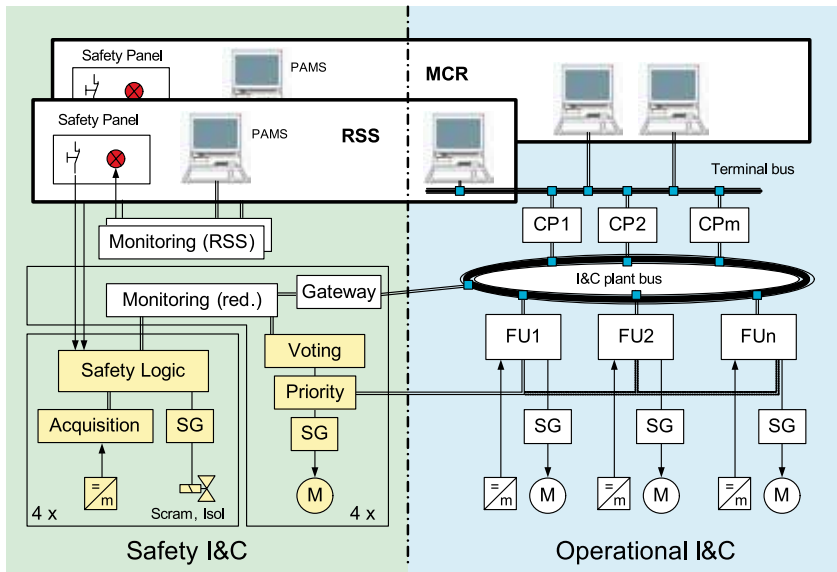 Safety Panel
PAMS
MCR
Safety Panel
PAMS
RSS
Terminal bus
Monitoring (RSS)
CP1
CP2
CPm
I&C plant bus
Gateway
Monitoring (red.)
FU1
FU2
FUn
Voting
Safety Logic
Priority
Acquisition
SG
SG
SG
SG
SG
=
m
M
=
m
M
=
m
M
=
m
M
Scram, Isol
4 x
4 x
Safety I&C
Operational I&C